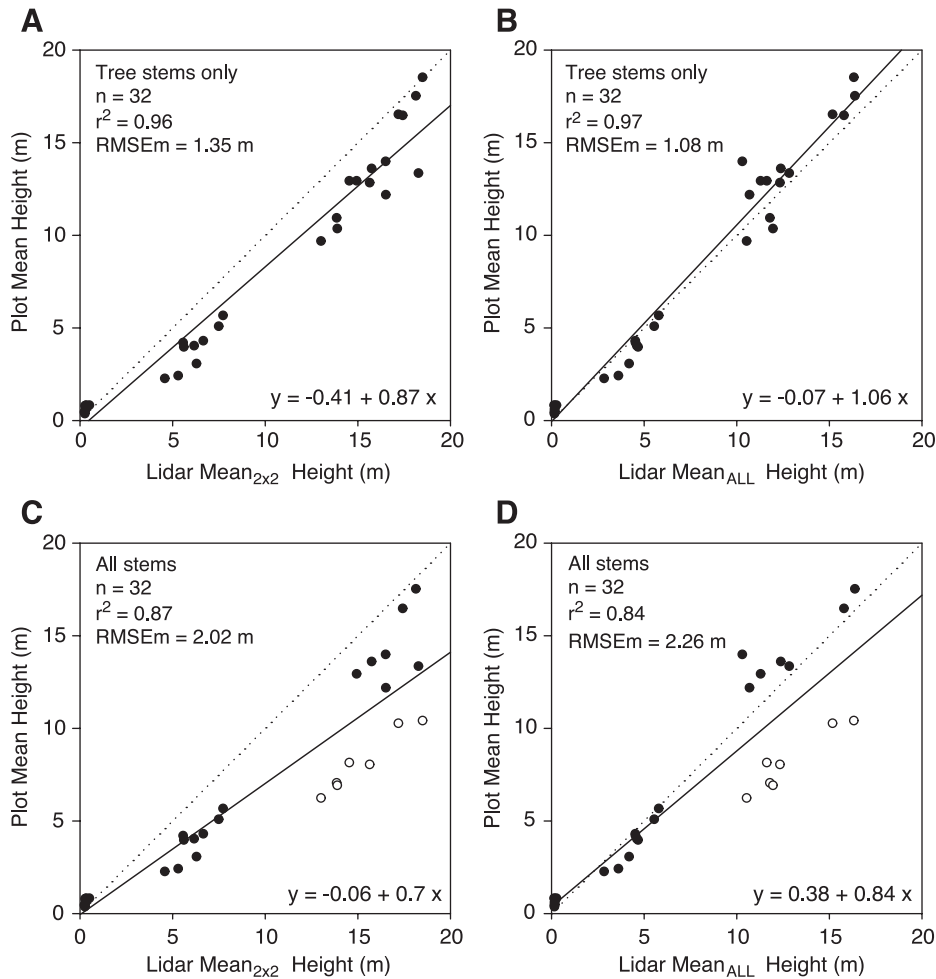 A
B
20
15
10
5
0
Plot Mean Height (m)
Tree stems only
n = 32
r² = 0.96
RMSEm = 1.35 m
y = -0.41 + 0.87 x
0 5 10 15 20
Lidar Mean2x2 Height (m)
20
15
10
5
0
Plot Mean Height (m)
Tree stems only
n = 32
r² = 0.97
RMSEm = 1.08 m
y = -0.07 + 1.06 x
0 5 10 15 20
Lidar MeanALL Height (m)
C
D
20
15
10
5
0
Plot Mean Height (m)
All stems
n = 32
r² = 0.87
RMSEm = 2.02 m
y = -0.06 + 0.7 x
0 5 10 15 20
Lidar Mean2x2 Height (m)
20
15
10
5
0
Plot Mean Height (m)
All stems
n = 32
r² = 0.84
RMSEm = 2.26 m
y = 0.38 + 0.84 x
0 5 10 15 20
Lidar MeanALL Height (m)